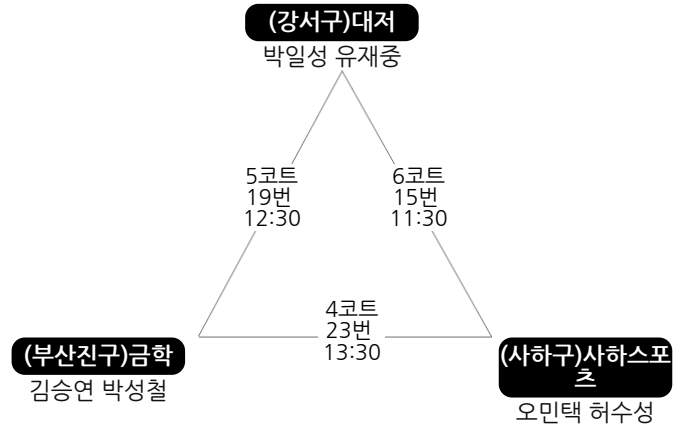 (강서구)대저
박일성 유재중
5코트
19번
12:30
6코트
15번
11:30
4코트
23번
13:30
(부산진구)금학
김승연 박성철
(사하구)사하스포
츠
오민택 허수성